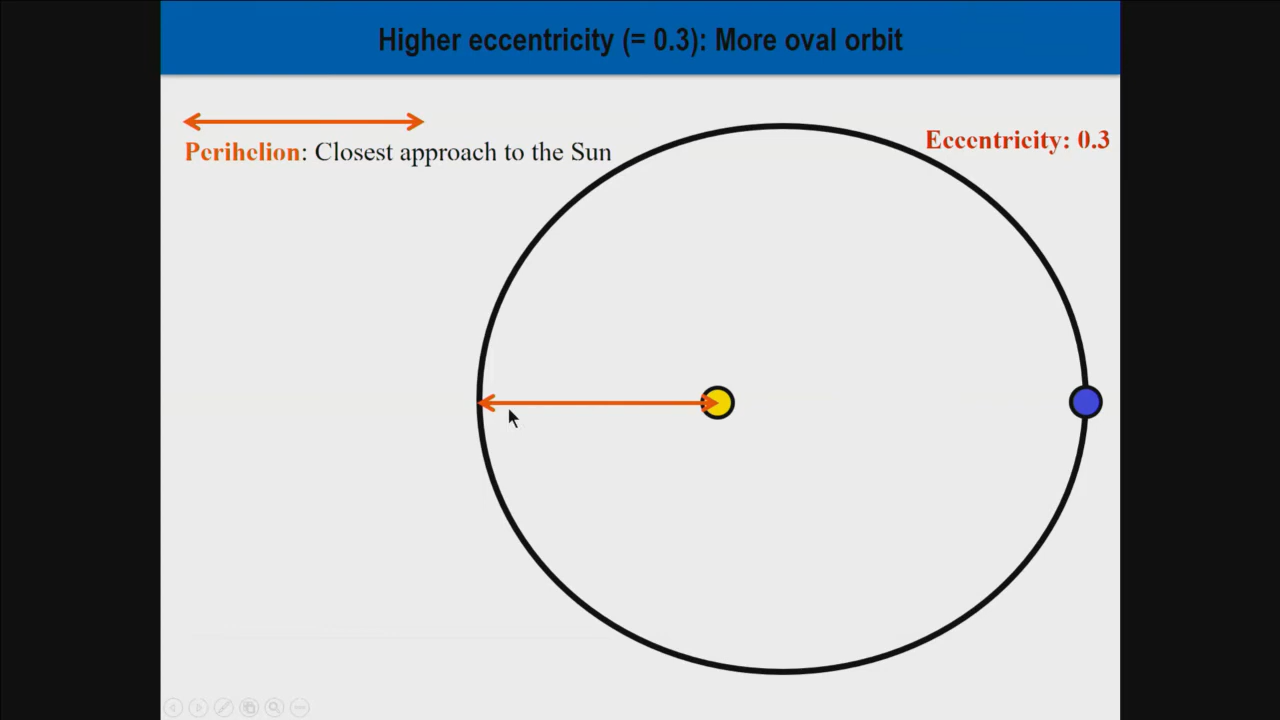 Higher eccentricity (= 0.3): More oval orbit
Eccentricity: 0.3
Perihelion: Closest approach to the Sun